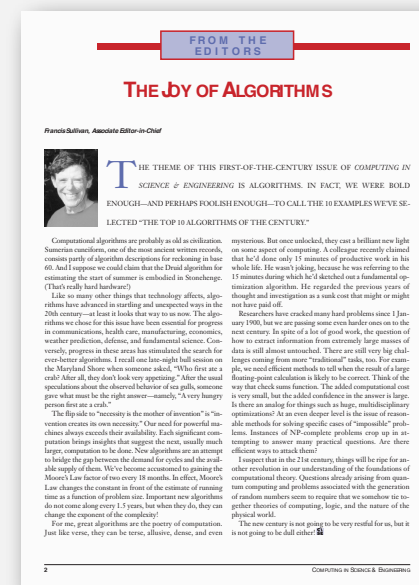 FROM THE
EDITORS
THE JOY OF ALGORITHMS
Francis Sullivan, Associate Editor-in-Chief
THE THEME OF THIS FIRST-OF-THE-CENTURY ISSUE OF COMPUTING IN
SCIENCE & ENGINEERING IS ALGORITHMS. IN FACT, WE WERE BOLD
ENOUGH—AND PERHAPS FOOLISH ENOUGH—TO CALL THE 10 EXAMPLES WE'VE SE-
LECTED "THE TOP 10 ALGORITHMS OF THE CENTURY."
Computational algorithms are probably as old as civilization.
Sumerian cuneiform, one of the most ancient written records,
consists partly of algorithm descriptions for reckoning in base
60. And I suppose we could claim that the Druid algorithm for
estimating the start of summer is embodied in Stonehenge.
(That's really hard hardware!)
Like so many other things that technology affects, algo-
rithms have advanced in startling and unexpected ways in the
20th century—at least it looks that way to us now. The algo-
rithms we chose for this issue have been essential for progress
in communications, health care, manufacturing, economics,
weather prediction, defense, and fundamental science. Con-
versely, progress in these areas has stimulated the search for
ever-better algorithms. I recall one late-night bull session on
the Maryland Shore when someone asked, "Who first ate a
crab? After all, they don't look very appetizing." After the usual
speculations about the observed behavior of sea gulls, someone
gave what must be the right answer—namely, "A very hungry
person first ate a crab."
The flip side to "necessity is the mother of invention" is "in-
vention creates its own necessity." Our need for powerful ma-
chines always exceeds their availability. Each significant com-
putation brings insights that suggest the next, usually much
larger, computation to be done. New algorithms are an attempt
to bridge the gap between the demand for cycles and the avail-
able supply of them. We've become accustomed to gaining the
Moore's Law factor of two every 18 months. In effect, Moore's
Law changes the constant in front of the estimate of running
time as a function of problem size. Important new algorithms
do not come along every 1.5 years, but when they do, they can
change the exponent of the complexity!
For me, great algorithms are the poetry of computation.
Just like verse, they can be terse, allusive, dense, and even
mysterious. But once unlocked, they cast a brilliant new light
on some aspect of computing. A colleague recently claimed
that he'd done only 15 minutes of productive work in his
whole life. He wasn't joking, because he was referring to the
15 minutes during which he'd sketched out a fundamental op-
timization algorithm. He regarded the previous years of
thought and investigation as a sunk cost that might or might
not have paid off.
Researchers have cracked many hard problems since 1 Jan-
uary 1900, but we are passing some even harder ones on to the
next century. In spite of a lot of good work, the question of
how to extract information from extremely large masses of
data is still almost untouched. There are still very big chal-
lenges coming from more "traditional" tasks, too. For exam-
ple, we need efficient methods to tell when the result of a large
floating-point calculation is likely to be correct. Think of the
way that check sums function. The added computational cost
is very small, but the added confidence in the answer is large.
Is there an analog for things such as huge, multidisciplinary
optimizations? At an even deeper level is the issue of reason-
able methods for solving specific cases of "impossible" prob-
lems. Instances of NP-complete problems crop up in at-
tempting to answer many practical questions. Are there
efficient ways to attack them?
I suspect that in the 21st century, things will be ripe for an-
other revolution in our understanding of the foundations of
computational theory. Questions already arising from quan-
tum computing and problems associated with the generation
of random numbers seem to require that we somehow tie to-
gether theories of computing, logic, and the nature of the
physical world.
The new century is not going to be very restful for us, but it
is not going to be dull either!
2
COMPUTING IN SCIENCE & ENGINEERING